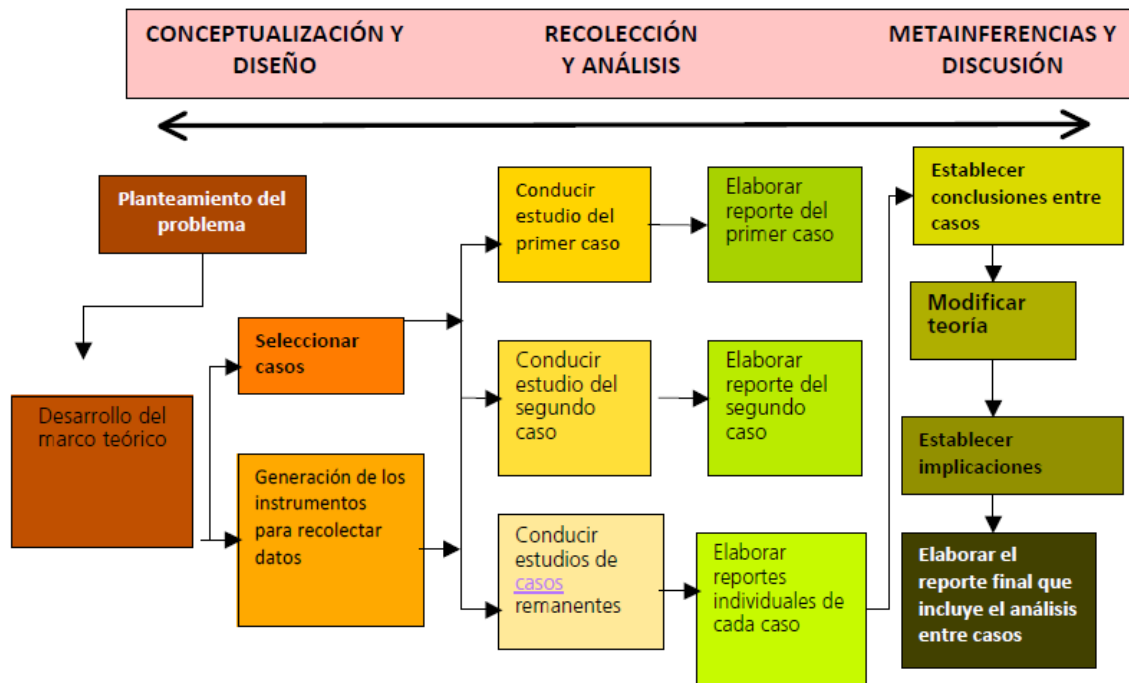 CONCEPTUALIZACIÓN Y
DISEÑO
RECOLECCIÓN
Y ANÁLISIS
METAINFERENCIAS Y
DISCUSIÓN
Planteamiento del
problema
Desarrollo del
marco teórico
Seleccionar
casos
Generación de los
instrumentos
para recolectar
datos
Conducir
estudio del
primer caso
Elaborar
reporte del
primer caso
Conducir
estudio del
segundo
caso
Elaborar
reporte del
segundo
caso
Conducir
estudios de
casos
remanentes
Elaborar
reportes
individuales de
cada caso
Establecer
conclusiones entre
casos
Modificar
teoría
Establecer
implicaciones
Elaborar el
reporte final que
incluye el análisis
entre casos